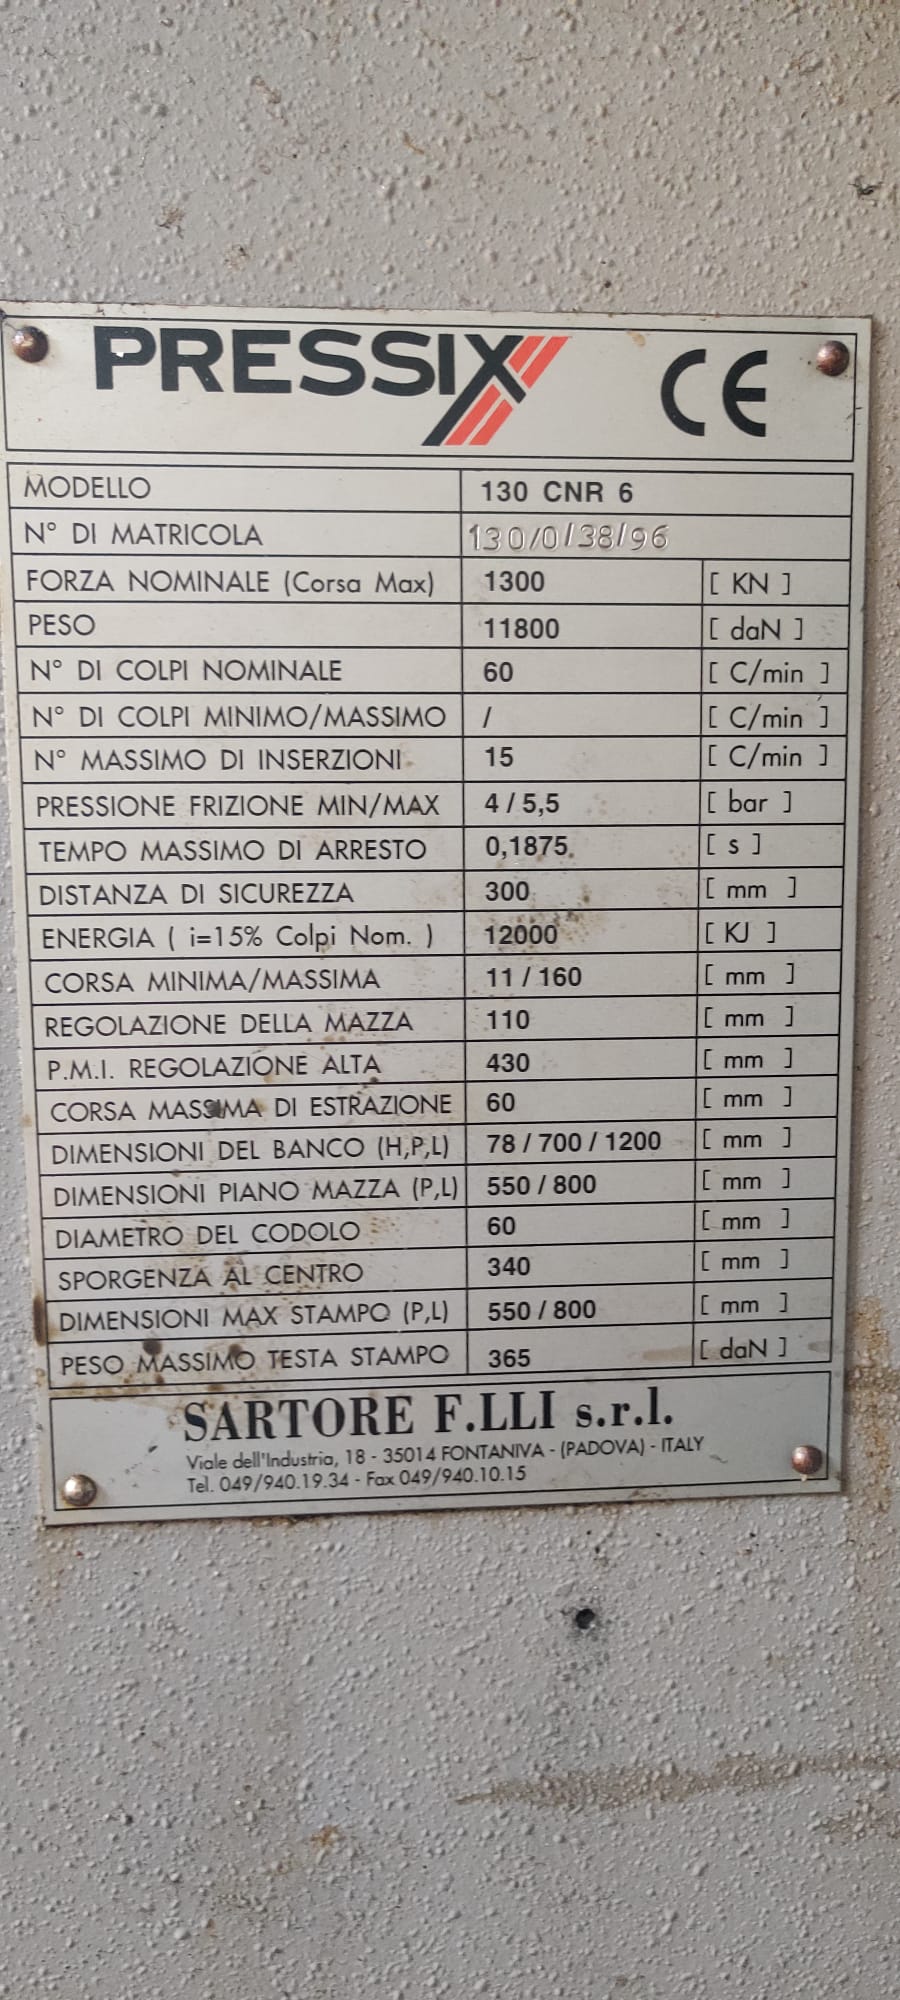 PRESSIX CE
MODELLO 130 CNR 6
N° DI MATRICOLA 130/0/38/96
FORZA NOMINALE (Corsa Max) 1300 [ KN ]
PESO 11800 [ daN ]
N° DI COLPI NOMINALE 60 [ C/min ]
N° DI COLPI MINIMO/MASSIMO / [ C/min ]
N° MASSIMO DI INSERZIONI 15 [ C/min ]
PRESSIONE FRIZIONE MIN/MAX 4 / 5,5 [ bar ]
TEMPO MASSIMO DI ARRESTO 0,1875 [ s ]
DISTANZA DI SICUREZZA 300 [ mm ]
ENERGIA ( i=15% Colpi Nom. ) 12000 [ KJ ]
CORSA MINIMA/MASSIMA 11 / 160 [ mm ]
REGOLAZIONE DELLA MAZZA 110 [ mm ]
P.M.I. REGOLAZIONE ALTA 430 [ mm ]
CORSA MASSIMA DI ESTRAZIONE 60 [ mm ]
DIMENSIONI DEL BANCO (H,P,L) 78 / 700 / 1200 [ mm ]
DIMENSIONI PIANO MAZZA (P,L) 550 / 800 [ mm ]
DIAMETRO DEL CODOLO 60 [ mm ]
SPORGENZA AL CENTRO 340 [ mm ]
DIMENSIONI MAX STAMPO (P,L) 550 / 800 [ mm ]
PESO MASSIMO TESTA STAMPO 365 [ daN ]
SARTORE F.LLI s.r.l.
Viale dell'Industria, 18 - 35014 FONTANIVA - (PADOVA) - ITALY
Tel. 049/940.19.34 - Fax 049/940.10.15